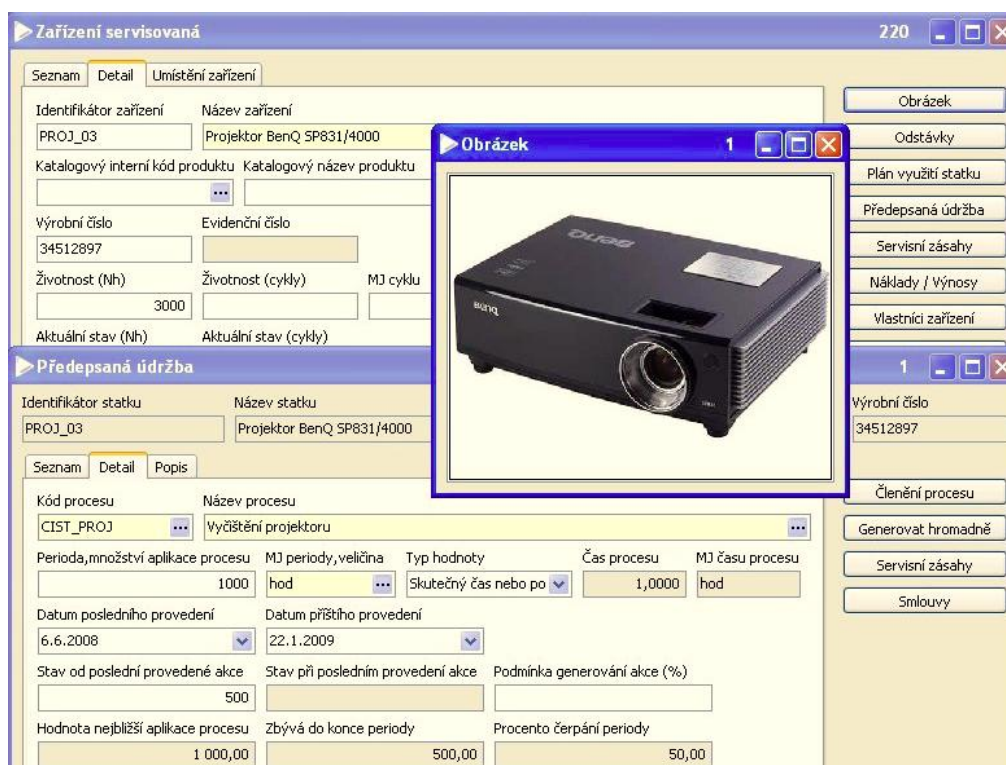 Zařízení servisovaná 220
Seznam Detail Umístění zařízení
Identifikátor zařízení Název zařízení
PROJ_03 Projektor BenQ SP831/4000
Katalogový interní kód produktu Katalogový název produktu
Výrobní číslo Evidenční číslo
34512897
Životnost (Nh) Životnost (cykly) MJ cyklu
3000
Aktuální stav (Nh) Aktuální stav (cykly)
Obrázek
Odstávky
Plán využití statku
Předepsaná údržba
Servisní zásahy
Náklady / Výnosy
Vlastníci zařízení
Obrázek 1
BenQ
BenQ
Předepsaná údržba 1
Identifikátor statku Název statku Výrobní číslo
PROJ_03 Projektor BenQ SP831/4000 34512897
Seznam Detail Popis
Kód procesu Název procesu
CIST_PROJ Vyčištění projektoru
Perioda,množství aplikace procesu MJ periody,veličina Typ hodnoty Čas procesu MJ času procesu
1000 hod Skutečný čas nebo po 1,0000 hod
Datum posledního provedení Datum příštího provedení
6.6.2008 22.1.2009
Stav od poslední provedené akce Stav při posledním provedení akce Podmínka generování akce (%)
500
Hodnota nejbližší aplikace procesu Zbývá do konce periody Procento čerpání periody
1 000,00 500,00 50,00
Členění procesu
Generovat hromadně
Servisní zásahy
Smlouvy